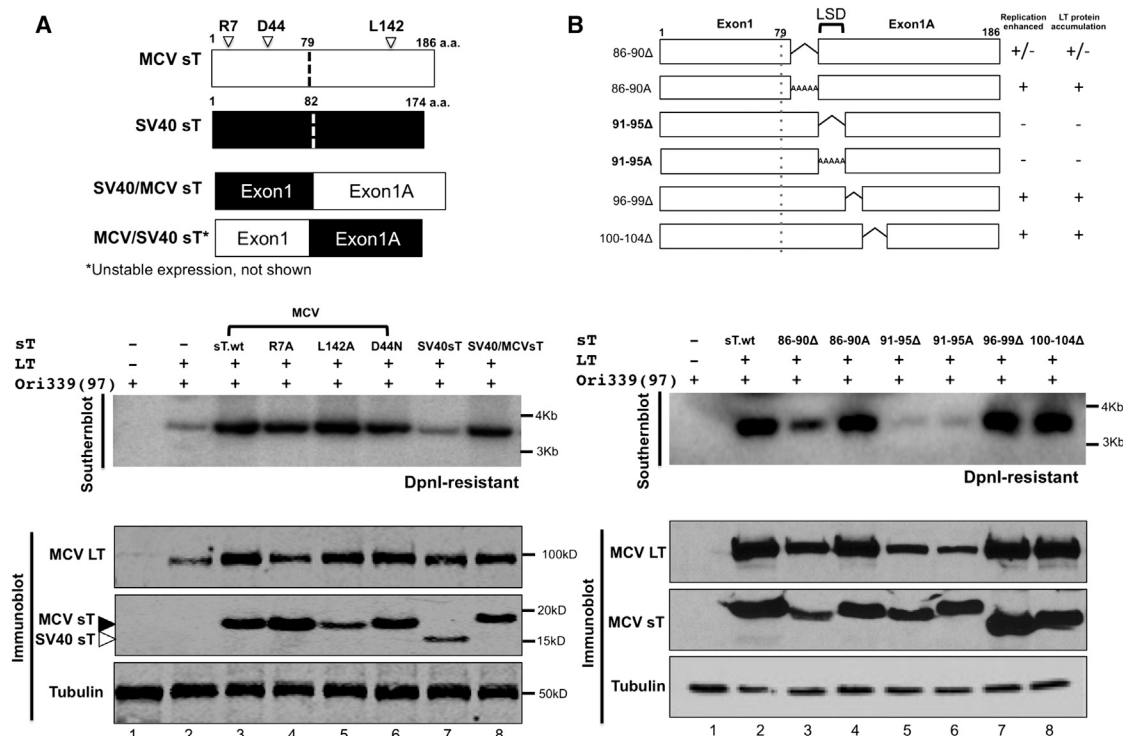 A
R7 D44 L142
1 79 186 a.a.
MCV sT
1 82 174 a.a.
SV40 sT
SV40/MCV sT Exon1 Exon1A
MCV/SV40 sT* Exon1 Exon1A
*Unstable expression, not shown
MCV
sT – – sT.wt R7A L142A D44N SV40sT SV40/MCVsT
LT – + + + + + + +
Ori339(97) + + + + + + + +
Southernblot
4Kb
3Kb
DpnI-resistant
Immunoblot
MCV LT 100kD
MCV sT 20kD
SV40 sT 15kD
Tubulin 50kD
1 2 3 4 5 6 7 8
B
LSD
Replication enhanced
LT protein accumulation
1 Exon1 79 Exon1A 186
86-90Δ +/- +/-
86-90A AAAAA + +
91-95Δ - -
91-95A AAAAA - -
96-99Δ + +
100-104Δ + +
sT – sT.wt 86-90Δ 86-90A 91-95Δ 91-95A 96-99Δ 100-104Δ
LT – + + + + + + +
Ori339(97) + + + + + + + +
Southernblot
4Kb
3Kb
DpnI-resistant
Immunoblot
MCV LT
MCV sT
Tubulin
1 2 3 4 5 6 7 8